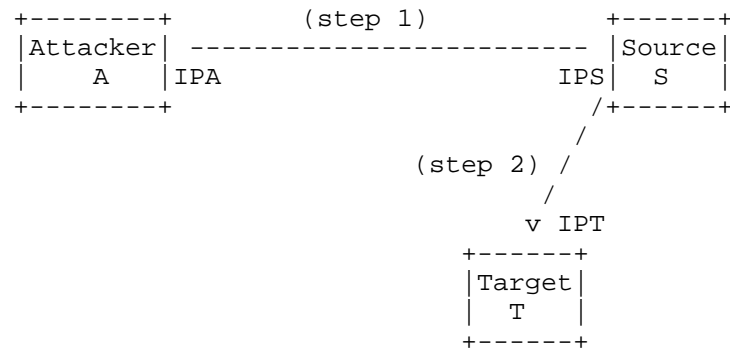 (step 1)
Attacker Source
A IPA IPS S
(step 2)
v IPT
Target
T